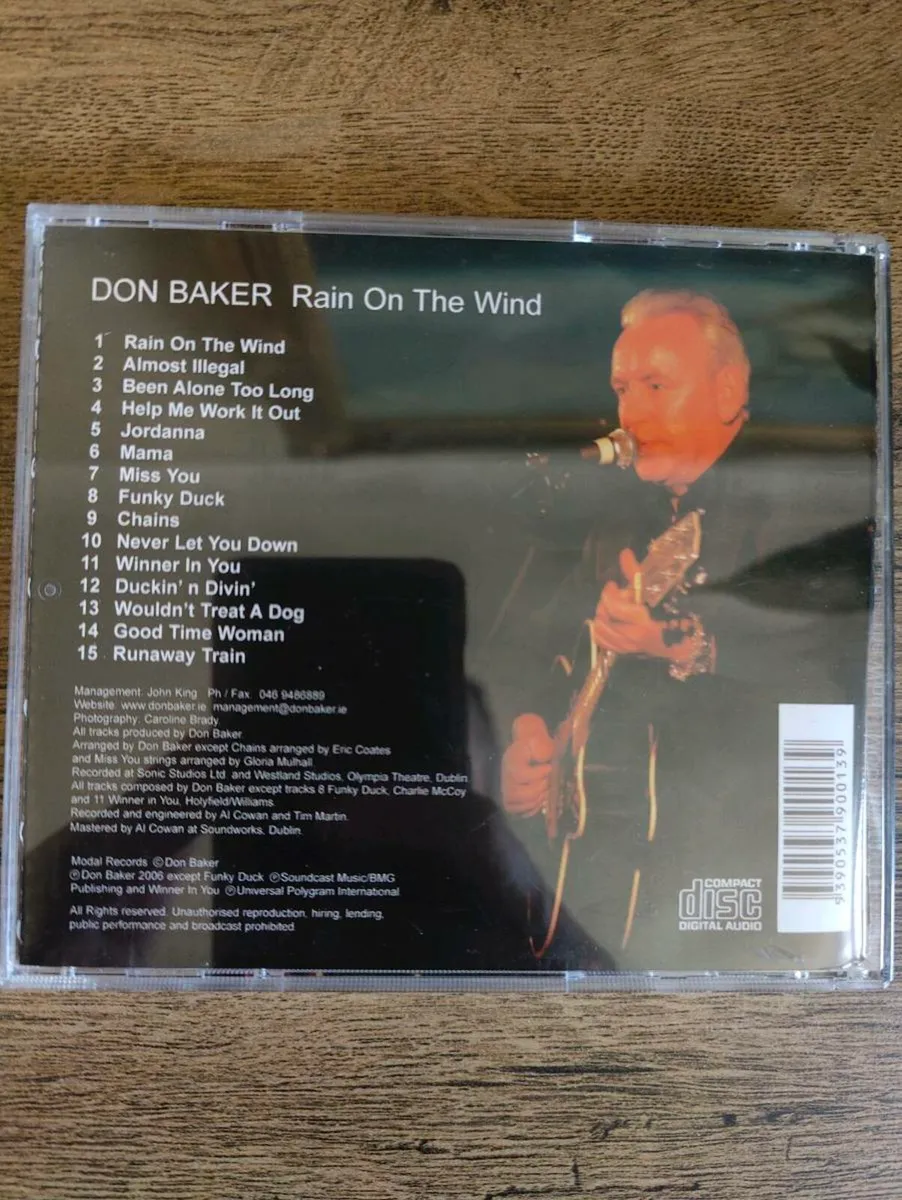 DON BAKER Rain On The Wind
1 Rain On The Wind
2 Almost Illegal
3 Been Alone Too Long
4 Help Me Work It Out
5 Jordanna
6 Mama
7 Miss You
8 Funky Duck
9 Chains
10 Never Let You Down
11 Winner In You
12 Duckin' n Divin'
13 Wouldn't Treat A Dog
14 Good Time Woman
15 Runaway Train
Management: John King Ph / Fax. 046 9486889
Website: www.donbaker.ie management@donbaker.ie
Photography: Caroline Brady.
All tracks produced by Don Baker.
Arranged by Don Baker except Chains arranged by Eric Coates
and Miss You strings arranged by Gloria Mulhall.
Recorded at Sonic Studios Ltd. and Westland Studios, Olympia Theatre, Dublin.
All tracks composed by Don Baker except tracks 8 Funky Duck, Charlie McCoy
and 11 Winner in You, Holyfield/Williams.
Recorded and engineered by Al Cowan and Tim Martin.
Mastered by Al Cowan at Soundworks, Dublin.
Modal Records ©Don Baker
℗Don Baker 2006 except Funky Duck ℗Soundcast Music/BMG
Publishing and Winner In You ℗Universal Polygram International
All Rights reserved. Unauthorised reproduction, hiring, lending,
public performance and broadcast prohibited.
COMPACT
disc
DIGITAL AUDIO
5390537900139